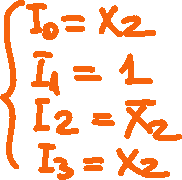 I₀ = x₂
I₁ = 1
I₂ = x̅₂
I₃ = x₂